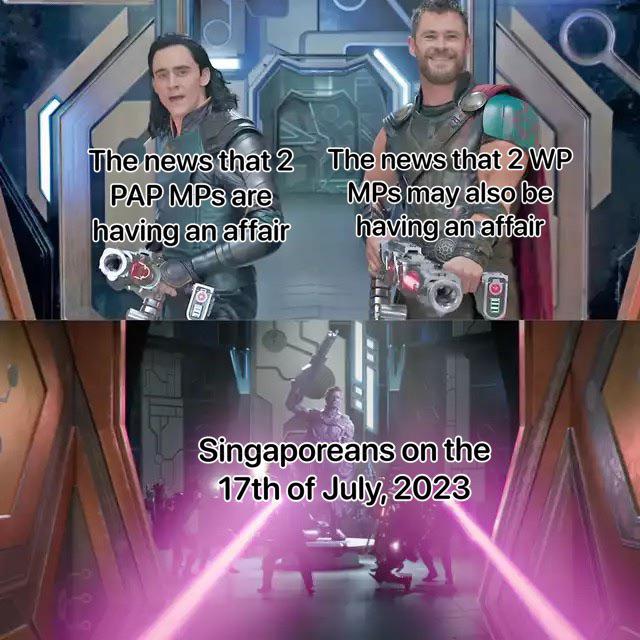 The news that 2
PAP MPs are
having an affair
The news that 2 WP
MPs may also be
having an affair
Singaporeans on the
17th of July, 2023